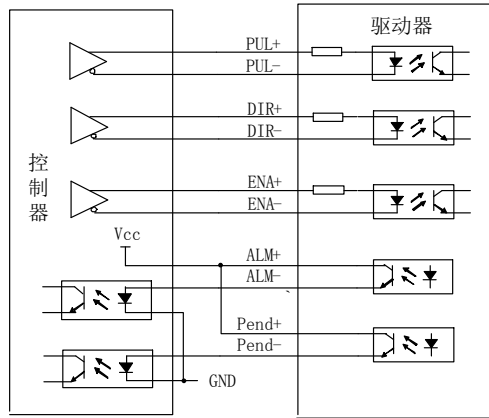 驱动器
PUL+
PUL-
DIR+
DIR-
控制器
ENA+
ENA-
Vcc
ALM+
ALM-
Pend+
Pend-
GND